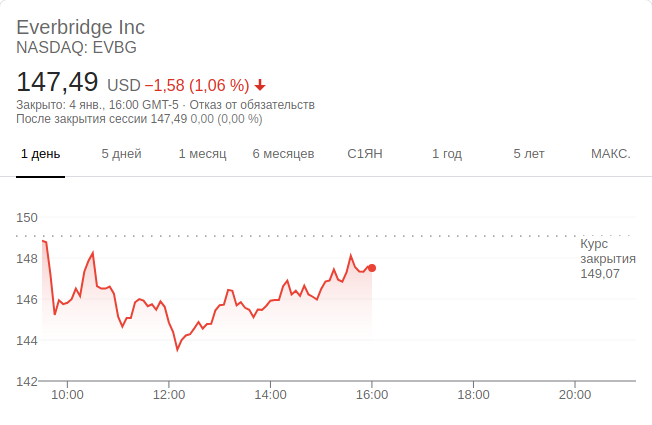 Everbridge Inc
NASDAQ: EVBG
147,49 USD −1,58 (1,06 %)
Закрыто: 4 янв., 16:00 GMT-5 · Отказ от обязательств
После закрытия сессии 147,49 0,00 (0,00 %)
1 день 5 дней 1 месяц 6 месяцев С1ЯН 1 год 5 лет МАКС.
150
148
146
144
142
Курс
закрытия
149,07
10:00 12:00 14:00 16:00 18:00 20:00